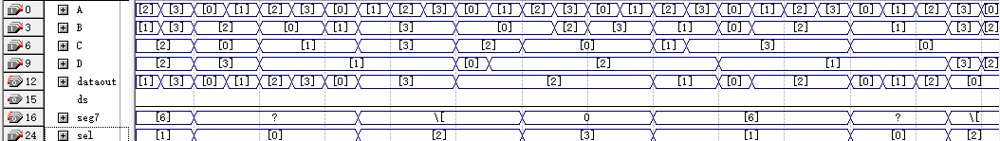 0 A [2] [3] [0] [1] [2] [3] [0] [1] [2] [3] [0] [1] [2] [3] [0] [1] [2] [3] [0] [1] [2] [3] [0] [1] [2] [3] [0]
3 B [1] [3] [2] [0] [1] [3] [0] [2] [3] [1] [0] [2] [1] [3] [2]
6 C [2] [0] [1] [3] [2] [0] [1] [3] [0]
9 D [2] [3] [1] [0] [2] [1] [3] [2]
12 dataout [1] [3] [0] [1] [2] [3] [0] [3] [2] [1] [0] [2] [0] [1] [2] [0]
15 ds
16 seg7 [6] ? \[ 0 [6] ? \[
24 sel [1] [0] [2] [3] [1] [0] [2]